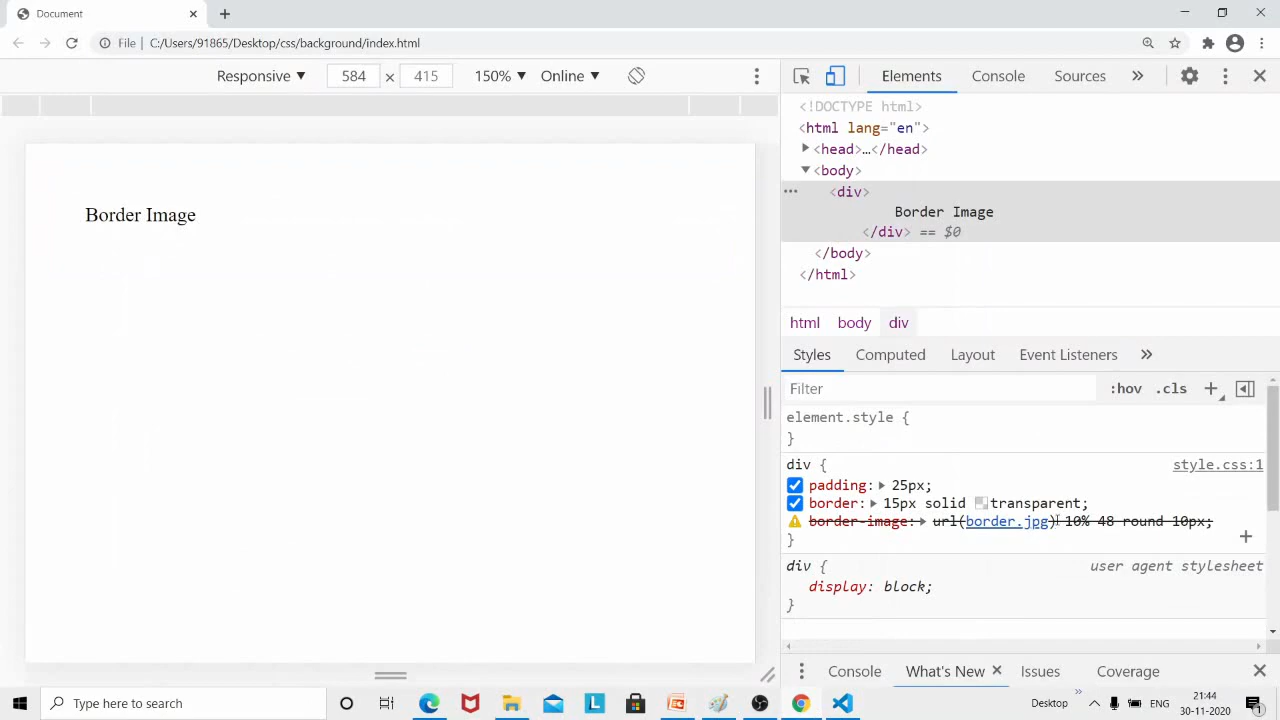 Document
File | C:/Users/91865/Desktop/css/background/index.html
Responsive ▼ 584 × 415 150% ▼ Online ▼
Elements Console Sources »
<!DOCTYPE html>
<html lang="en">
<head>…</head>
<body>
<div>
Border Image
</div> == $0
</body>
</html>
Border Image
html body div
Styles Computed Layout Event Listeners »
Filter :hov .cls +
element.style {
}
div { style.css:1
padding: 25px;
border: 15px solid transparent;
border-image: url(border.jpg) 10% 48 round 10px;
}
div { user agent stylesheet
display: block;
}
Console What's New × Issues Coverage
Type here to search
Desktop » ENG 21:44
30-11-2020
1